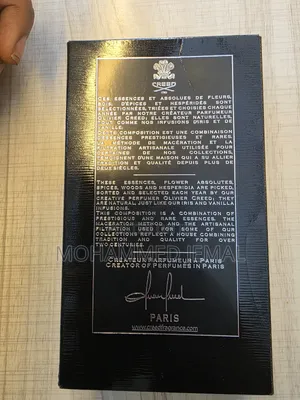 CREED
CES ESSENCES ET ABSOLUES DE FLEURS,
BOIS, D'ÉPICES ET HESPÉRIDÉS SONT
SÉLECTIONNÉES, TRIÉES ET CHOISIES CHAQUE
ANNÉE PAR NOTRE CRÉATEUR PARFUMEUR
OLIVIER CREED; ELLES SONT NATURELLES,
TOUT COMME NOS INFUSIONS D'IRIS ET DE
VANILLE.
CETTE COMPOSITION EST UNE COMBINAISON
D'ESSENCES PRESTIGIEUSES ET RARES.
LA MÉTHODE DE MACÉRATION ET LA
FILTRATION ARTISANALE UTILISÉES POUR
CERTAINES DE NOS COLLECTIONS,
TÉMOIGNENT D'UNE MAISON QUI A SU ALLIER
TRADITION ET QUALITÉ DEPUIS PLUS DE
DEUX SIÈCLES.
THESE ESSENCES, FLOWER ABSOLUTES,
SPICES, WOODS AND HESPERIDIA ARE PICKED,
SORTED AND SELECTED EACH YEAR BY OUR
CREATIVE PERFUMER OLIVIER CREED; THEY
ARE NATURAL, JUST LIKE OUR IRIS AND VANILLA
INFUSIONS.
THIS COMPOSITION IS A COMBINATION OF
PRESTIGIOUS AND RARE ESSENCES. THE
MACERATION METHOD AND THE ARTISANAL
FILTRATION USED FOR SOME OF OUR
COLLECTIONS REFLECT A HOUSE COMBINING
TRADITION AND QUALITY FOR OVER
TWO CENTURIES.
MOHAMMED JEMAL
CRÉATEUR PARFUMEUR À PARIS
CREATOR OF PERFUMES IN PARIS
PARIS
www.creedfragrance.com